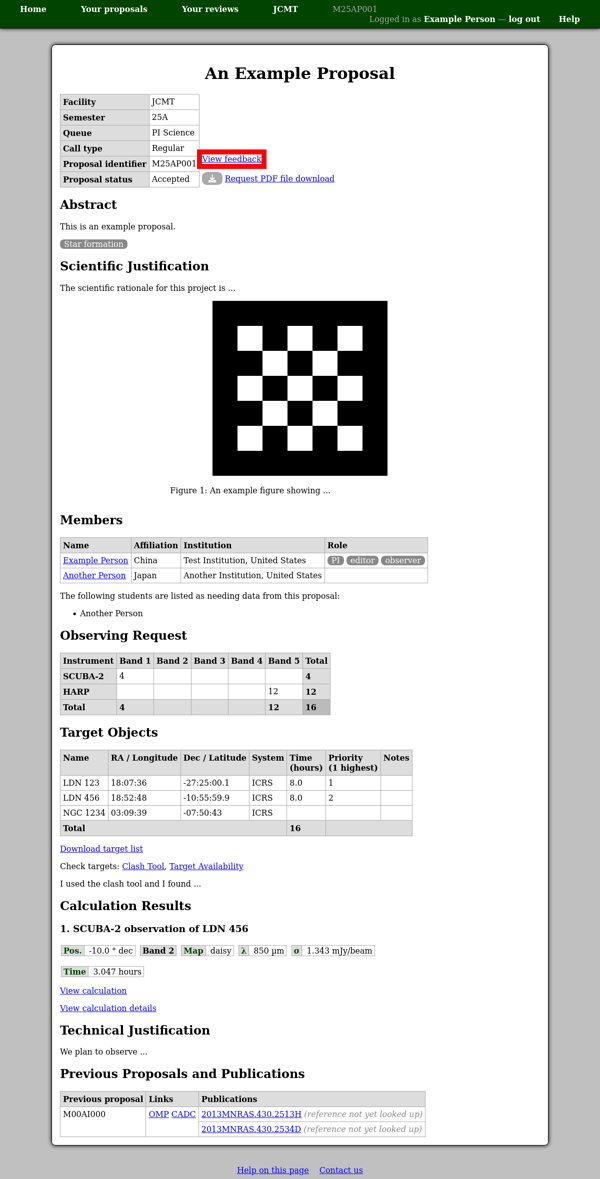 Home Your proposals Your reviews JCMT M25AP001
Logged in as Example Person — log out Help
An Example Proposal
Facility JCMT
Semester 25A
Queue PI Science
Call type Regular
Proposal identifier M25AP001 View feedback
Proposal status Accepted Request PDF file download
Abstract
This is an example proposal.
Star formation
Scientific Justification
The scientific rationale for this project is ...
Figure 1: An example figure showing ...
Members
Name Affiliation Institution Role
Example Person China Test Institution, United States PI editor observer
Another Person Japan Another Institution, United States
The following students are listed as needing data from this proposal:
• Another Person
Observing Request
Instrument Band 1 Band 2 Band 3 Band 4 Band 5 Total
SCUBA-2 4 4
HARP 12 12
Total 4 12 16
Target Objects
Name RA / Longitude Dec / Latitude System Time Priority Notes
(hours) (1 highest)
LDN 123 18:07:36 -27:25:00.1 ICRS 8.0 1
LDN 456 18:52:48 -10:55:59.9 ICRS 8.0 2
NGC 1234 03:09:39 -07:50:43 ICRS
Total 16
Download target list
Check targets: Clash Tool, Target Availability
I used the clash tool and I found ...
Calculation Results
1. SCUBA-2 observation of LDN 456
Pos. -10.0 ° dec Band 2 Map daisy λ 850 µm σ 1.343 mJy/beam
Time 3.047 hours
View calculation
View calculation details
Technical Justification
We plan to observe ...
Previous Proposals and Publications
Previous proposal Links Publications
M00AI000 OMP CADC 2013MNRAS.430.2513H (reference not yet looked up)
2013MNRAS.430.2534D (reference not yet looked up)
Help on this page Contact us